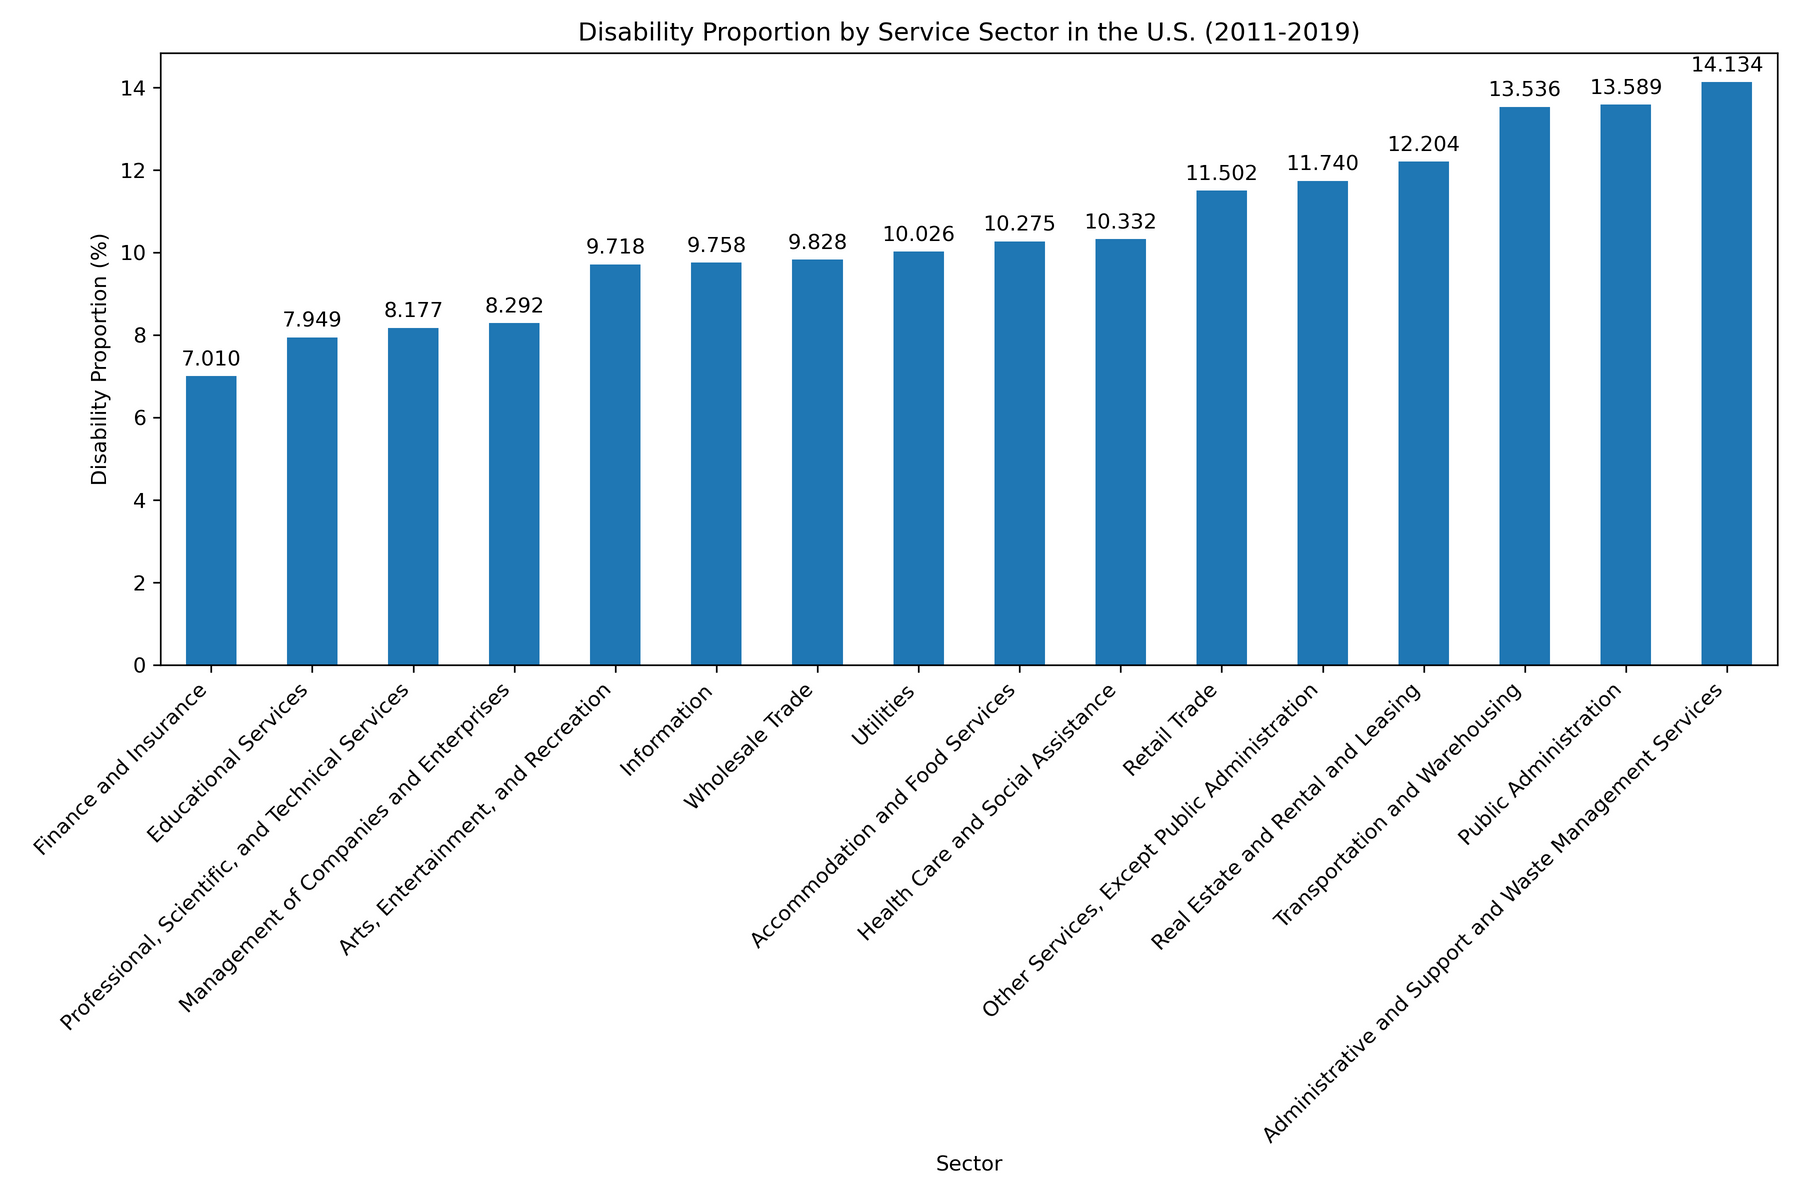 Disability Proportion by Service Sector in the U.S. (2011-2019)
Disability Proportion (%)
14
12
10
8
6
4
2
0
7.010
7.949
8.177
8.292
9.718
9.758
9.828
10.026
10.275
10.332
11.502
11.740
12.204
13.536
13.589
14.134
Finance and Insurance
Educational Services
Professional, Scientific, and Technical Services
Management of Companies and Enterprises
Arts, Entertainment, and Recreation
Information
Wholesale Trade
Utilities
Accommodation and Food Services
Health Care and Social Assistance
Retail Trade
Other Services, Except Public Administration
Real Estate and Rental and Leasing
Transportation and Warehousing
Public Administration
Administrative and Support and Waste Management Services
Sector